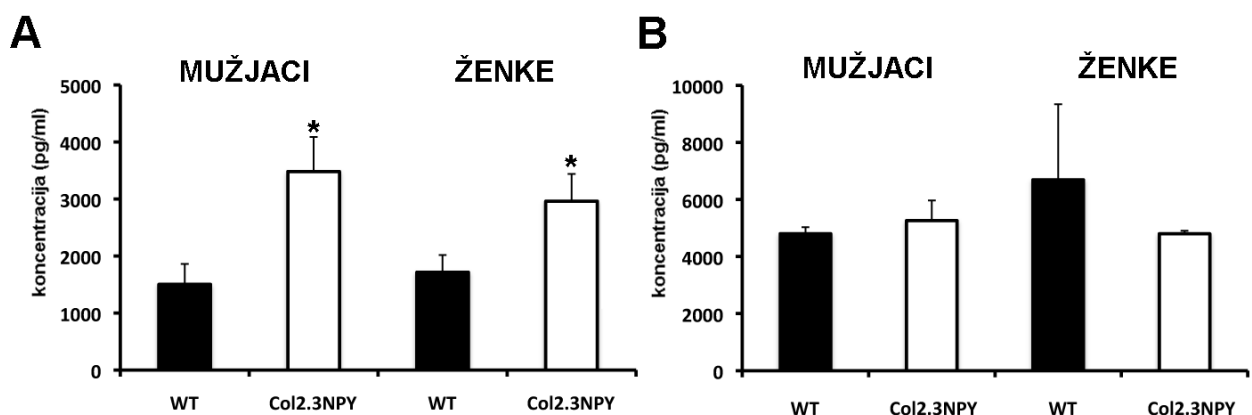 A
MUŽJACI ŽENKE
koncentracija (pg/ml)
5000
4000
3000
2000
1000
0
* *
WT Col2.3NPY WT Col2.3NPY
B
MUŽJACI ŽENKE
koncentracija (pg/ml)
10000
8000
6000
4000
2000
0
WT Col2.3NPY WT Col2.3NPY